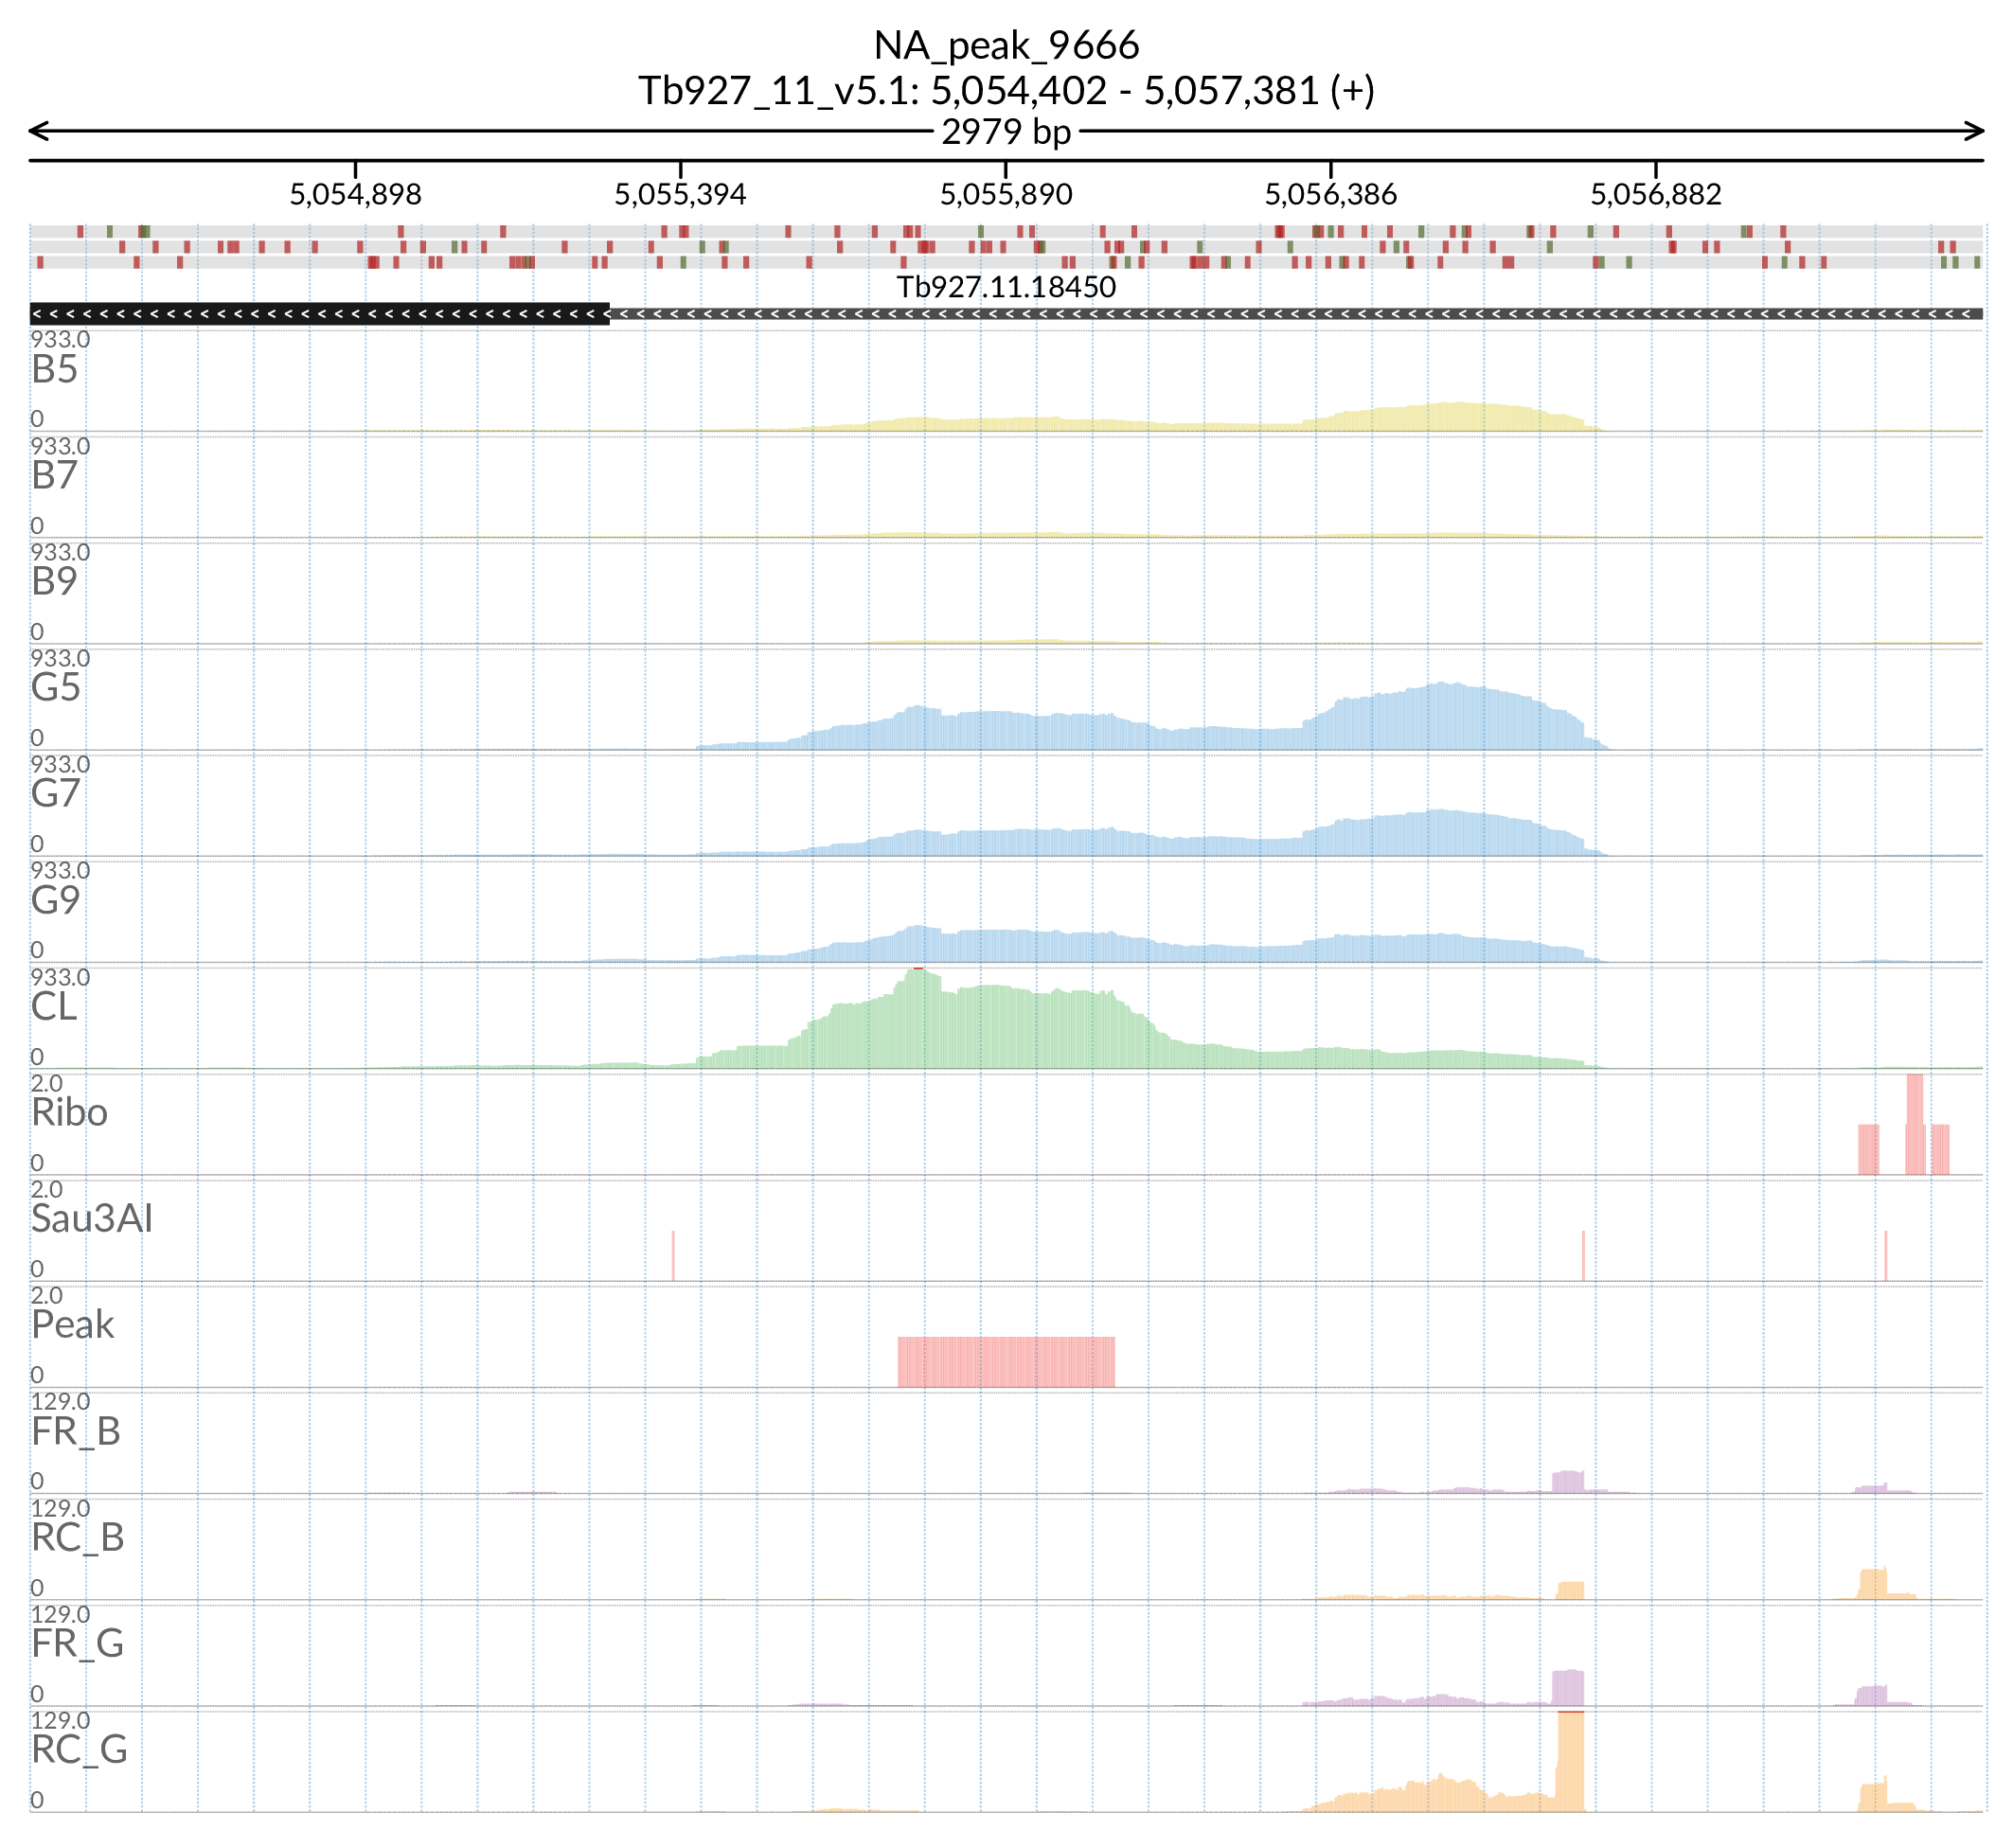 NA_peak_9666
Tb927_11_v5.1: 5,054,402 - 5,057,381 (+)
2979 bp
5,054,898 5,055,394 5,055,890 5,056,386 5,056,882
Tb927.11.18450
933.0
B5
0
933.0
B7
0
933.0
B9
0
933.0
G5
0
933.0
G7
0
933.0
G9
0
933.0
CL
0
2.0
Ribo
0
2.0
Sau3AI
0
2.0
Peak
0
129.0
FR_B
0
129.0
RC_B
0
129.0
FR_G
0
129.0
RC_G
0